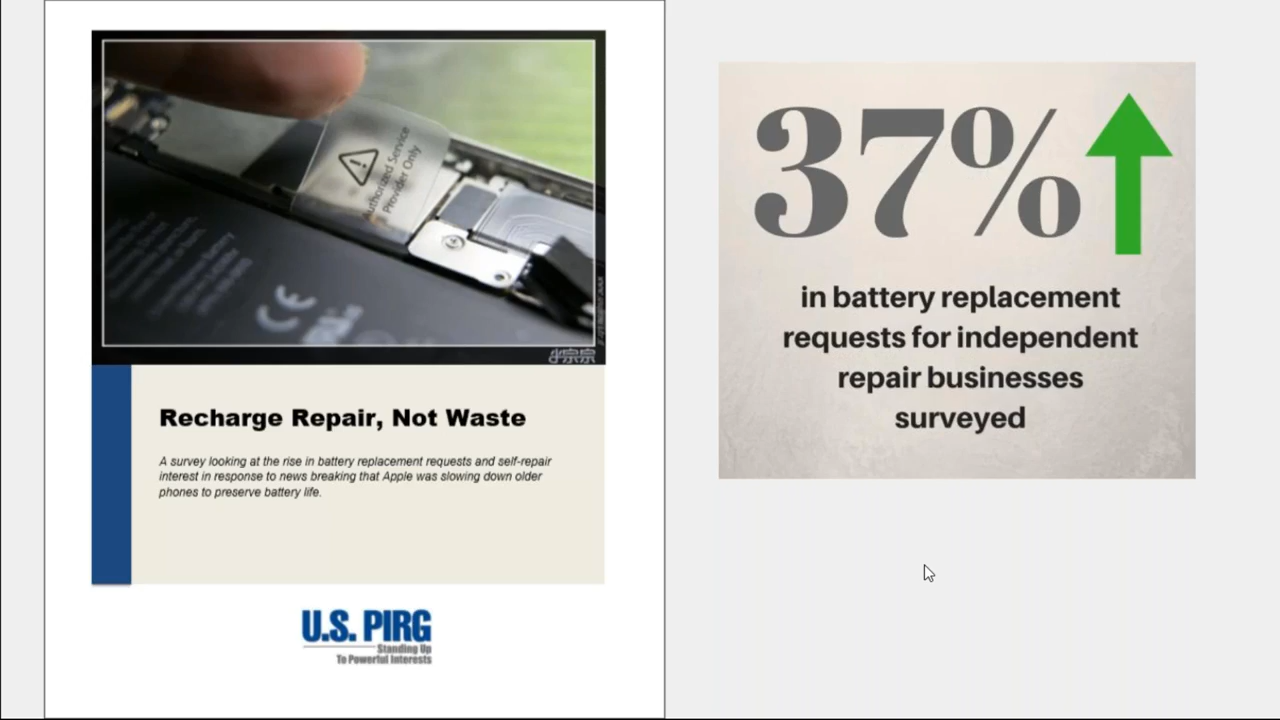 Authorized Service
Provider Only
Recharge Repair, Not Waste
A survey looking at the rise in battery replacement requests and self-repair
interest in response to news breaking that Apple was slowing down older
phones to preserve battery life.
U.S. PIRG
Standing Up
To Powerful Interests
37%
in battery replacement
requests for independent
repair businesses
surveyed